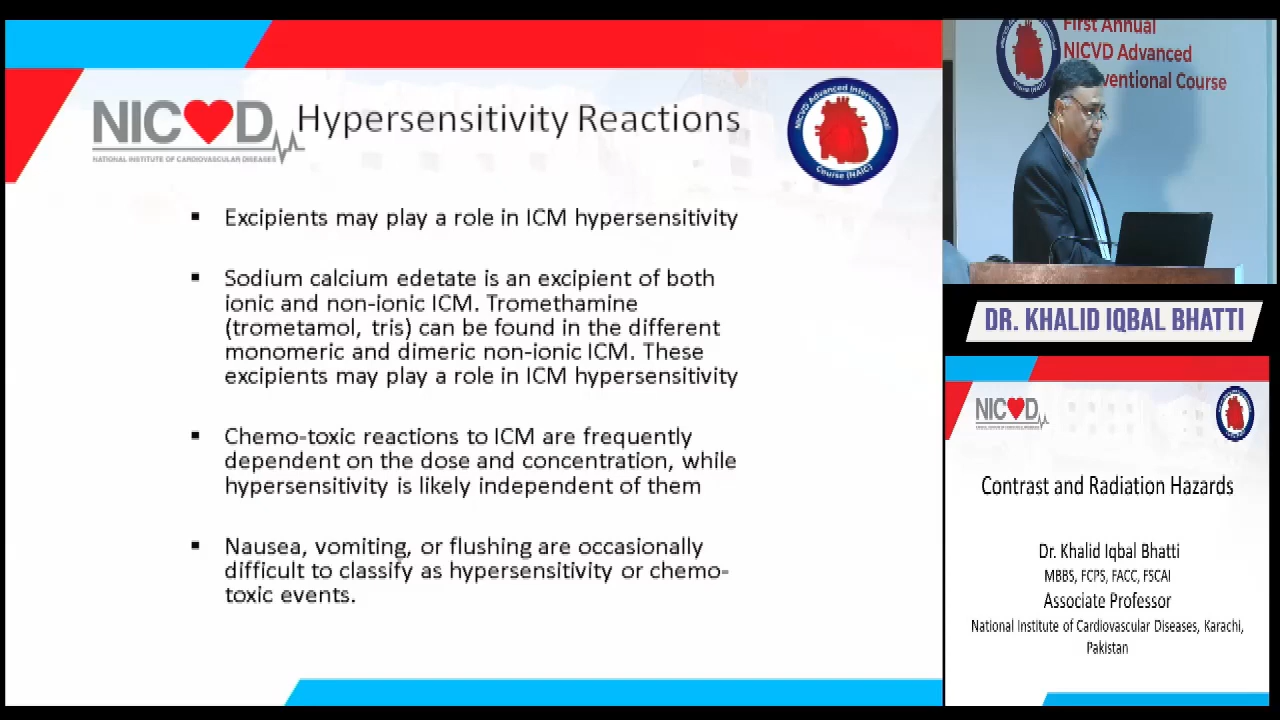 NICVD
NATIONAL INSTITUTE OF CARDIOVASCULAR DISEASES
Hypersensitivity Reactions
NICVD Advanced Interventional
Course (NAIC)
▪ Excipients may play a role in ICM hypersensitivity
▪ Sodium calcium edetate is an excipient of both
ionic and non-ionic ICM. Tromethamine
(trometamol, tris) can be found in the different
monomeric and dimeric non-ionic ICM. These
excipients may play a role in ICM hypersensitivity
▪ Chemo-toxic reactions to ICM are frequently
dependent on the dose and concentration, while
hypersensitivity is likely independent of them
▪ Nausea, vomiting, or flushing are occasionally
difficult to classify as hypersensitivity or chemo-
toxic events.
First Annual
NICVD Advanced
ventional Course
DR. KHALID IQBAL BHATTI
NICVD
Contrast and Radiation Hazards
Dr. Khalid Iqbal Bhatti
MBBS, FCPS, FACC, FSCAI
Associate Professor
National Institute of Cardiovascular Diseases, Karachi,
Pakistan